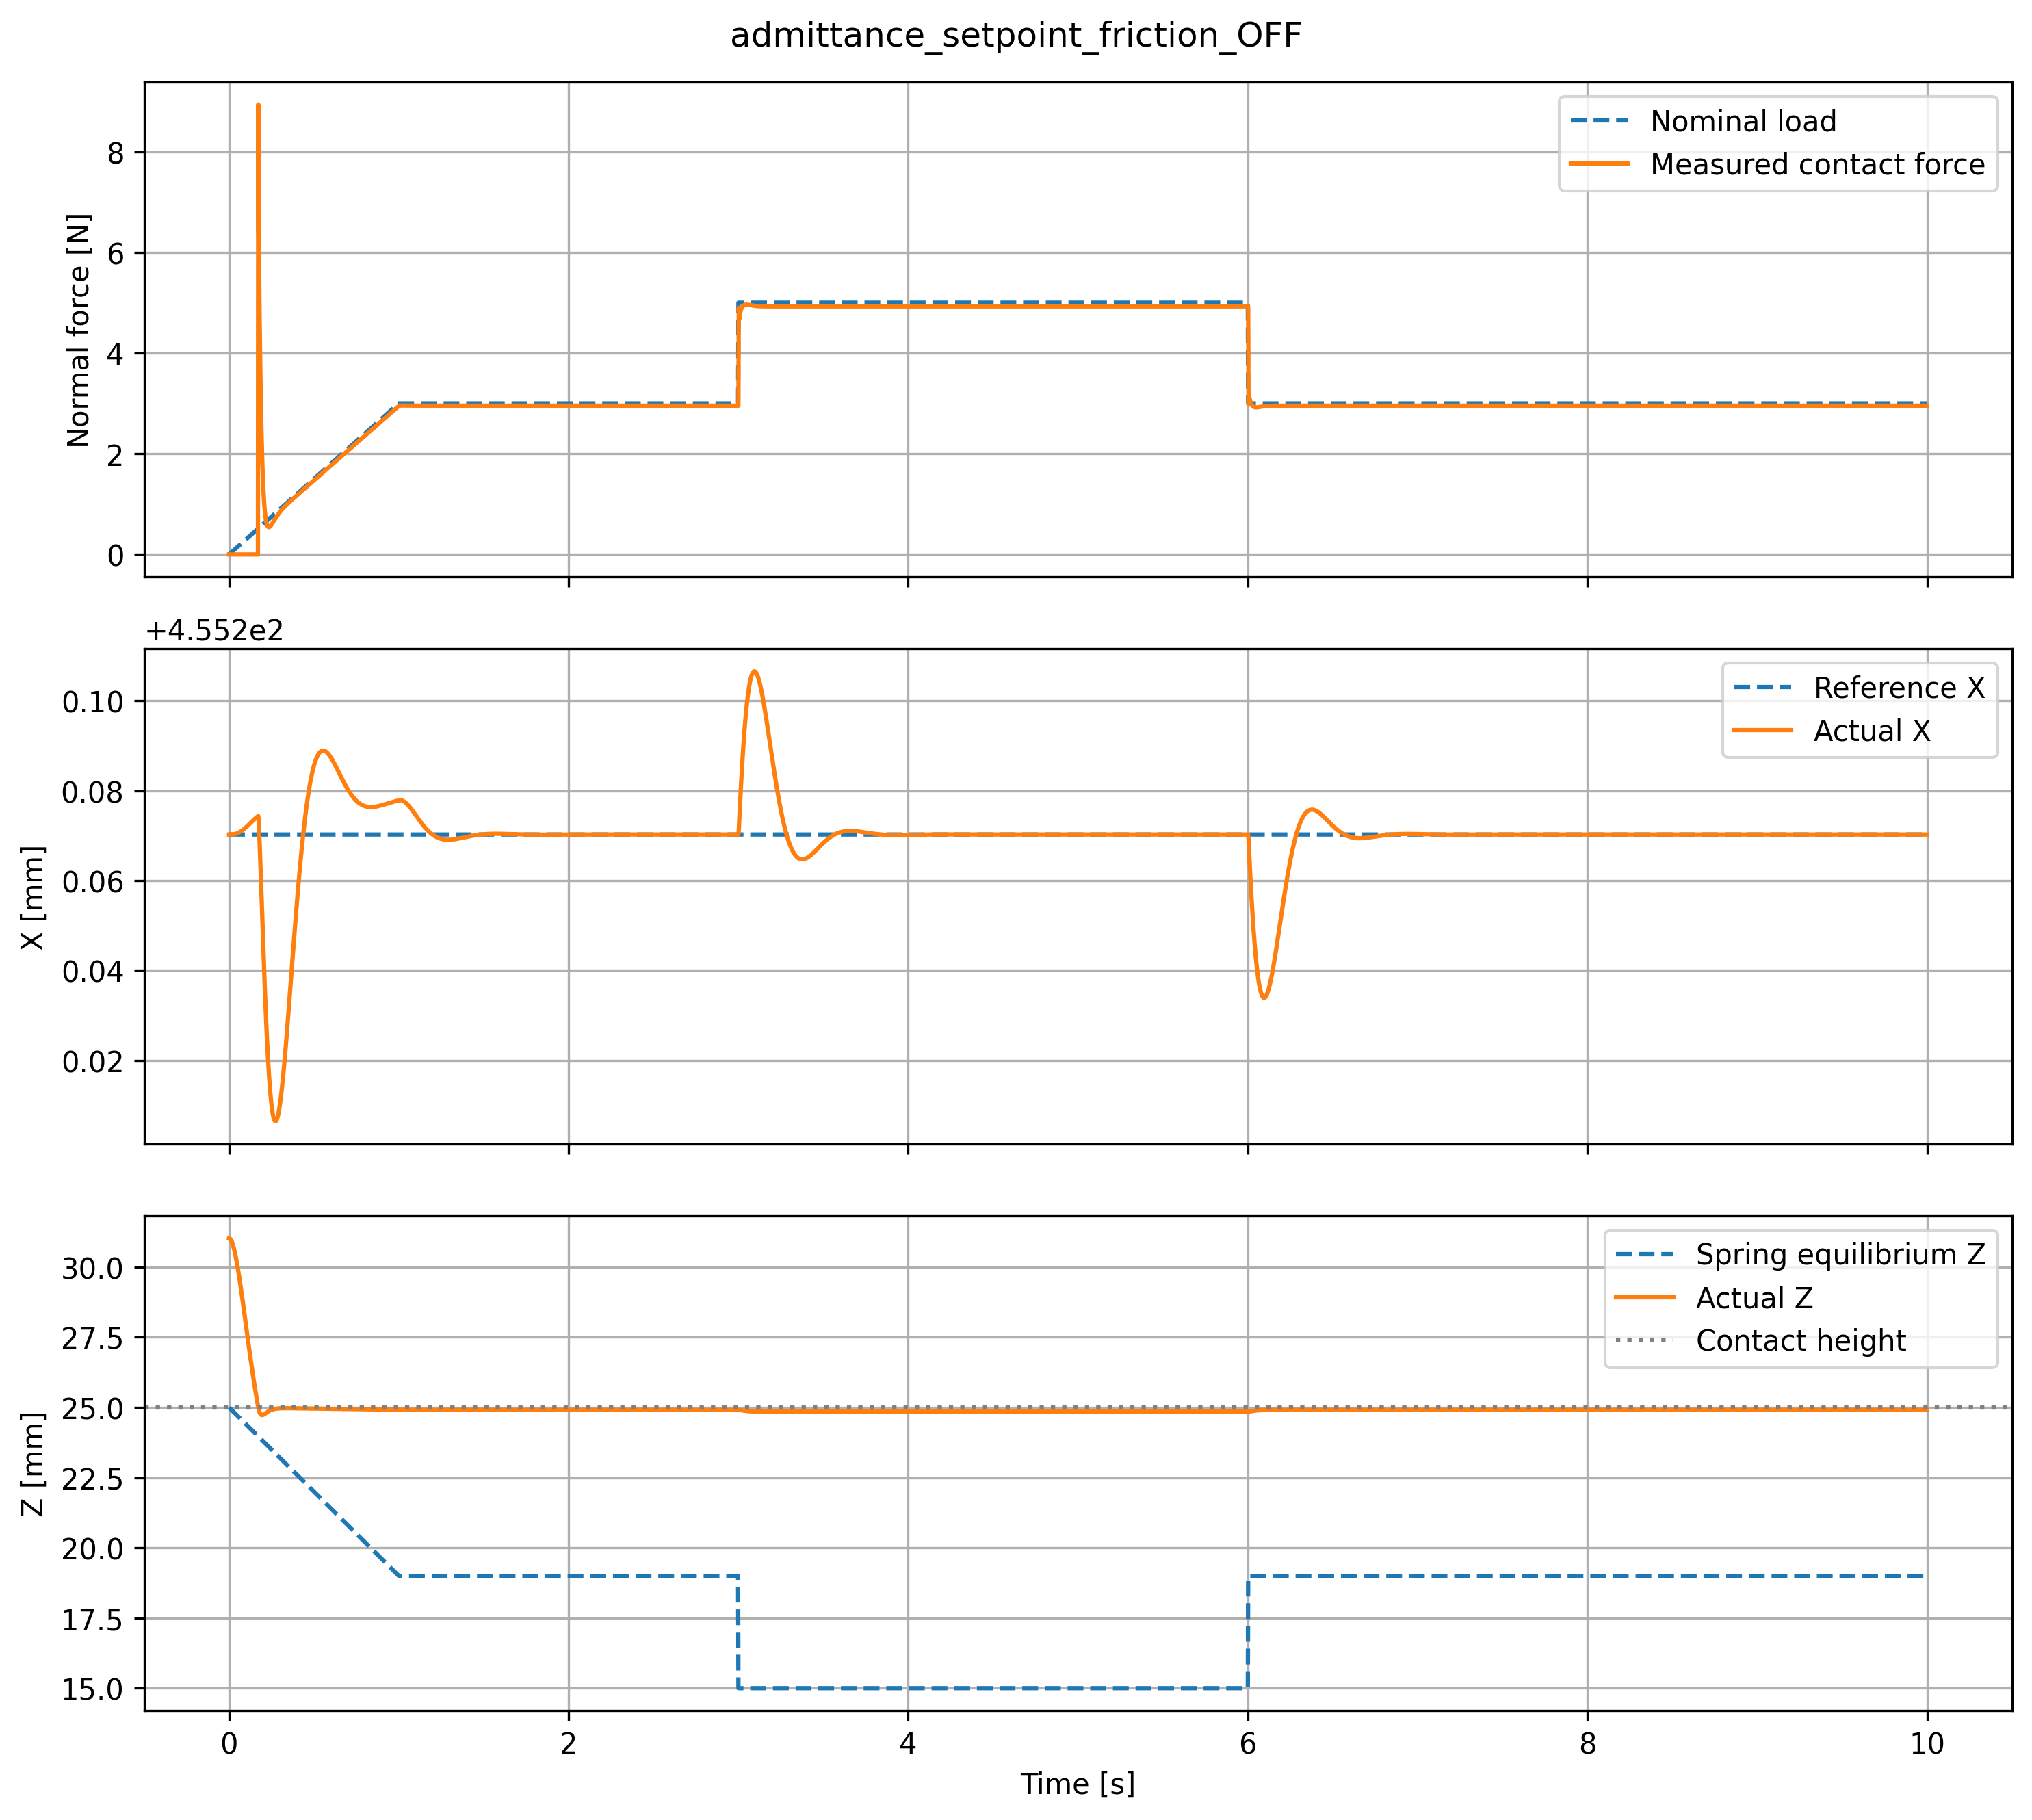 admittance_setpoint_friction_OFF
Normal force [N]
8
6
4
2
0
Nominal load
Measured contact force
+4.552e2
X [mm]
0.10
0.08
0.06
0.04
0.02
Reference X
Actual X
Z [mm]
30.0
27.5
25.0
22.5
20.0
17.5
15.0
Spring equilibrium Z
Actual Z
Contact height
0 2 4 6 8 10
Time [s]